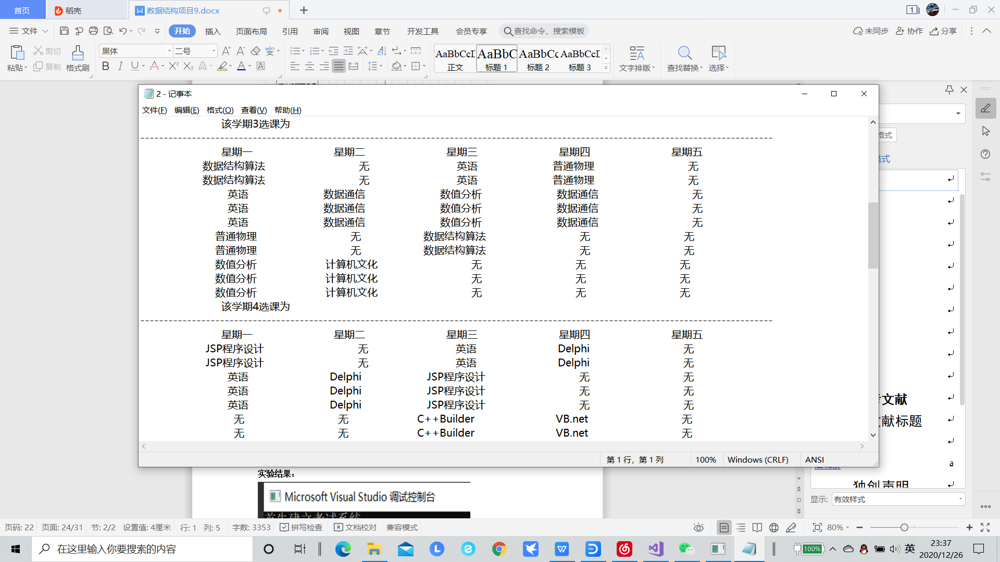 首页
稻壳
数据结构项目9.docx
1
文件
开始
插入
页面布局
引用
审阅
视图
章节
开发工具
会员专享
查找命令、搜索模板
未同步
协作
分享
粘贴
剪切
复制
格式刷
黑体
二号
AaBbCcI
AaBbC
AaBbCc
AaBbCcI
正文
标题 1
标题 2
标题 3
文字排版
查找替换
选择
2 - 记事本
文件(F) 编辑(E) 格式(O) 查看(V) 帮助(H)
该学期3选课为
星期一 星期二 星期三 星期四 星期五
数据结构算法 无 英语 普通物理 无
数据结构算法 无 英语 普通物理 无
英语 数据通信 数值分析 数据通信 无
英语 数据通信 数值分析 数据通信 无
英语 数据通信 数值分析 数据通信 无
普通物理 无 数据结构算法 无 无
普通物理 无 数据结构算法 无 无
数值分析 计算机文化 无 无 无
数值分析 计算机文化 无 无 无
数值分析 计算机文化 无 无 无
该学期4选课为
星期一 星期二 星期三 星期四 星期五
JSP程序设计 无 英语 Delphi 无
JSP程序设计 无 英语 Delphi 无
英语 Delphi JSP程序设计 无 无
英语 Delphi JSP程序设计 无 无
英语 Delphi JSP程序设计 无 无
无 无 C++Builder VB.net 无
无 无 C++Builder VB.net 无
第 1 行，第 1 列 100% Windows (CRLF) ANSI
格式
文献
献标题
a
显示: 有效样式
实验结果：
Microsoft Visual Studio 调试控制台
页码: 22 页面: 24/31 节: 2/2 设置值: 4厘米 行: 1 列: 5 字数: 3353 拼写检查 文档校对 兼容模式
80%
在这里输入你要搜索的内容
100%
英
23:37
2020/12/26